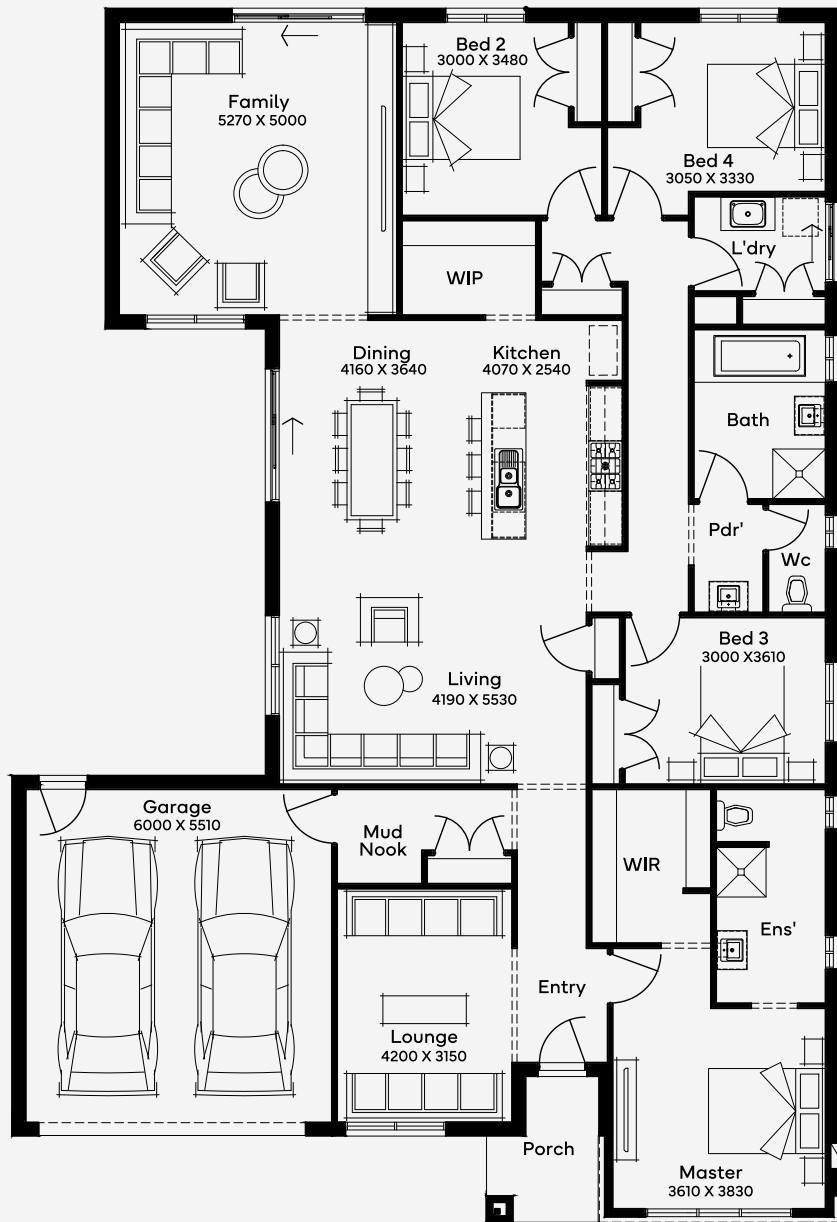 Bed 2
3000 X 3480
Family
5270 X 5000
Bed 4
3050 X 3330
L'dry
WIP
Dining
4160 X 3640
Kitchen
4070 X 2540
Bath
Pdr'
Wc
Bed 3
3000 X3610
Living
4190 X 5530
Garage
6000 X 5510
Mud
Nook
WIR
Ens'
Entry
Lounge
4200 X 3150
Porch
Master
3610 X 3830